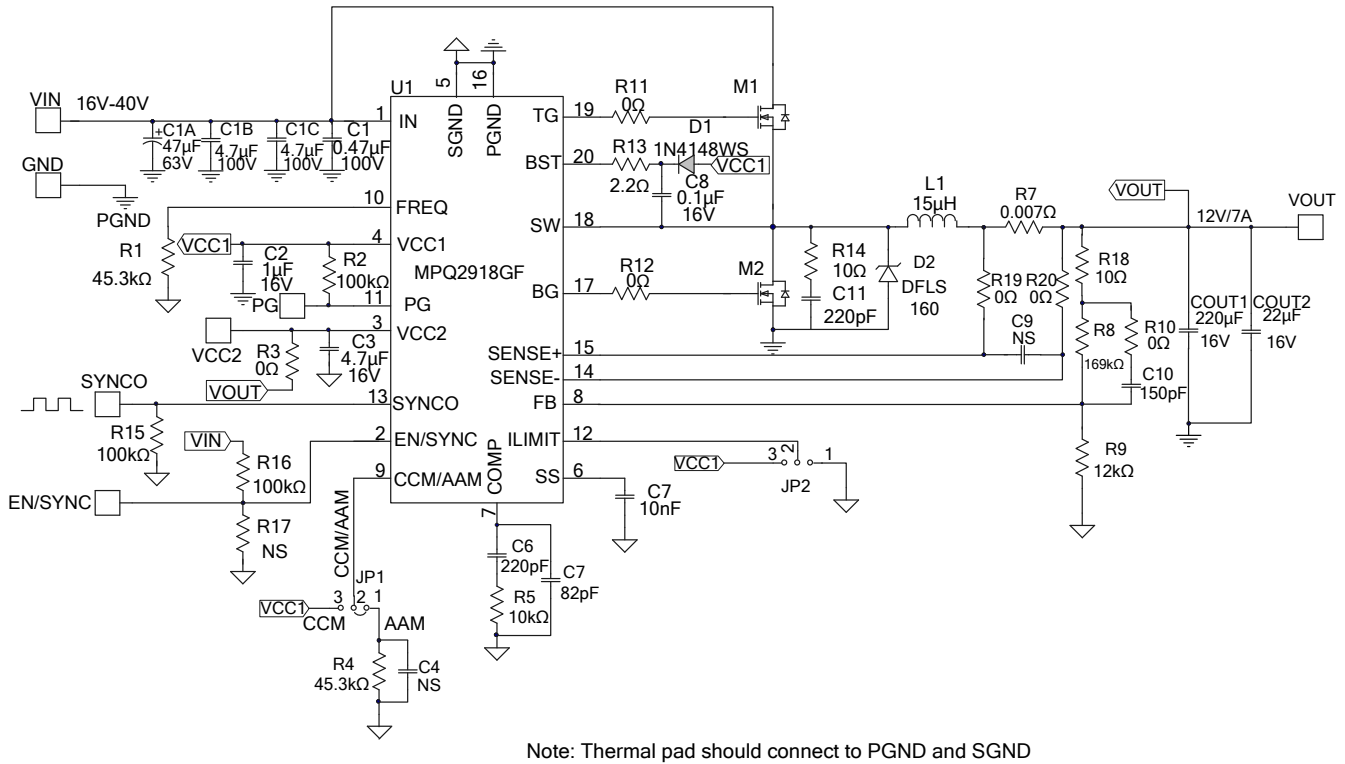 VIN
16V-40V
+C1A
47µF
63V
C1B
4.7µF
100V
C1C
4.7µF
100V
C1
0.47µF
100V
GND
PGND
U1
MPQ2918GF
5
SGND
16
PGND
1
IN
10
FREQ
R1
45.3kΩ
4
VCC1
VCC1
C2
1µF
16V
R2
100kΩ
PG
11
PG
3
VCC2
VCC2
R3
0Ω
VOUT
C3
4.7µF
16V
SYNCO
13
SYNCO
R15
100kΩ
VIN
R16
100kΩ
2
EN/SYNC
EN/SYNC
R17
NS
9
CCM/AAM
CCM/AAM
JP1
VCC1
3
2
1
CCM
AAM
R4
45.3kΩ
C4
NS
COMP
7
C6
220pF
R5
10kΩ
C7
82pF
TG
19
R11
0Ω
M1
BST
20
R13
2.2Ω
D1
1N4148WS
VCC1
C8
0.1µF
16V
SW
18
BG
17
R12
0Ω
M2
R14
10Ω
C11
220pF
D2
DFLS
160
L1
15µH
R7
0.007Ω
R19
0Ω
R20
0Ω
C9
NS
SENSE+
15
SENSE-
14
FB
8
ILIMIT
12
VCC1
3
2
1
JP2
SS
6
C7
10nF
VOUT
12V/7A
VOUT
R18
10Ω
R8
169kΩ
R10
0Ω
C10
150pF
R9
12kΩ
COUT1
220µF
16V
COUT2
22µF
16V
Note: Thermal pad should connect to PGND and SGND